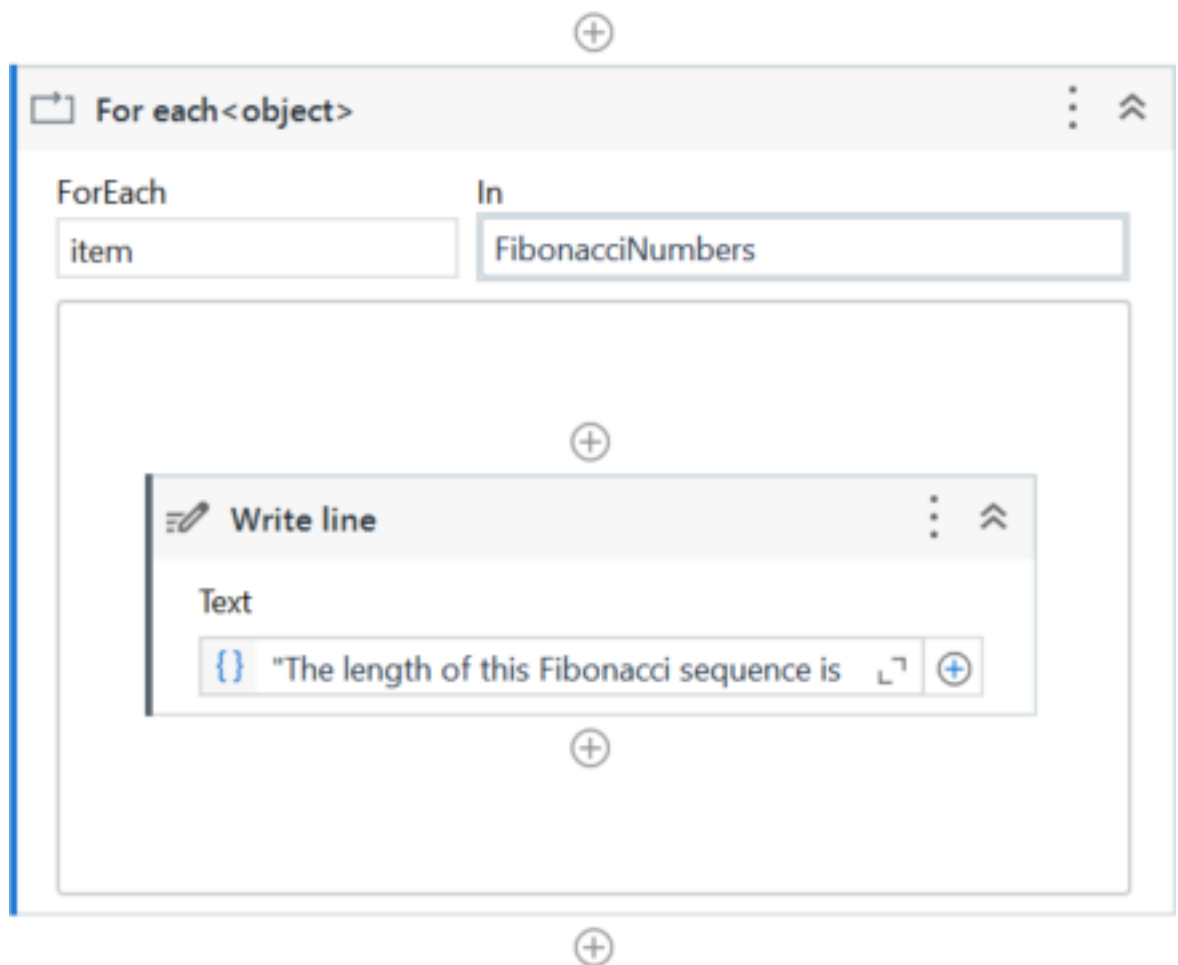 For each<object>
ForEach
In
item
FibonacciNumbers
Write line
Text
{} "The length of this Fibonacci sequence is